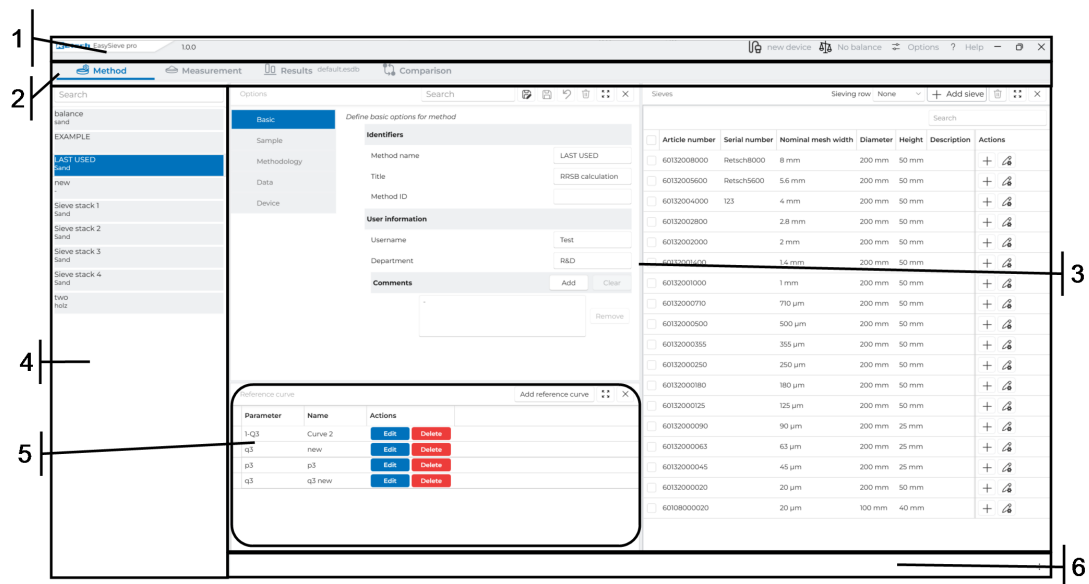 1
Retsch EasySieve pro 1.0.0 new device No balance Options ? Help
2
Method Measurement Results default.esdb Comparison
Search
balance
sand
EXAMPLE
LAST USED
Sand
new
-
Sieve stack 1
Sand
Sieve stack 2
Sand
Sieve stack 3
Sand
Sieve stack 4
Sand
two
holz
4
Options Search
Basic
Sample
Methodology
Data
Device
Define basic options for method
Identifiers
Method name LAST USED
Title RRSB calculation
Method ID
User information
Username Test
Department R&D
Comments Add Clear
-
Remove
3
5
Reference curve Add reference curve
Parameter Name Actions
1-Q3 Curve 2 Edit Delete
q3 new Edit Delete
p3 p3 Edit Delete
q3 q3 new Edit Delete
Sieves Sieving row None + Add sieve
Search
Article number Serial number Nominal mesh width Diameter Height Description Actions
60132008000 Retsch8000 8 mm 200 mm 50 mm
60132005600 Retsch5600 5.6 mm 200 mm 50 mm
60132004000 123 4 mm 200 mm 50 mm
60132002800 2.8 mm 200 mm 50 mm
60132002000 2 mm 200 mm 50 mm
60132001400 1.4 mm 200 mm 50 mm
60132001000 1 mm 200 mm 50 mm
60132000710 710 µm 200 mm 50 mm
60132000500 500 µm 200 mm 50 mm
60132000355 355 µm 200 mm 50 mm
60132000250 250 µm 200 mm 50 mm
60132000180 180 µm 200 mm 50 mm
60132000125 125 µm 200 mm 50 mm
60132000090 90 µm 200 mm 25 mm
60132000063 63 µm 200 mm 25 mm
60132000045 45 µm 200 mm 25 mm
60132000020 20 µm 200 mm 50 mm
60108000020 20 µm 100 mm 40 mm
6